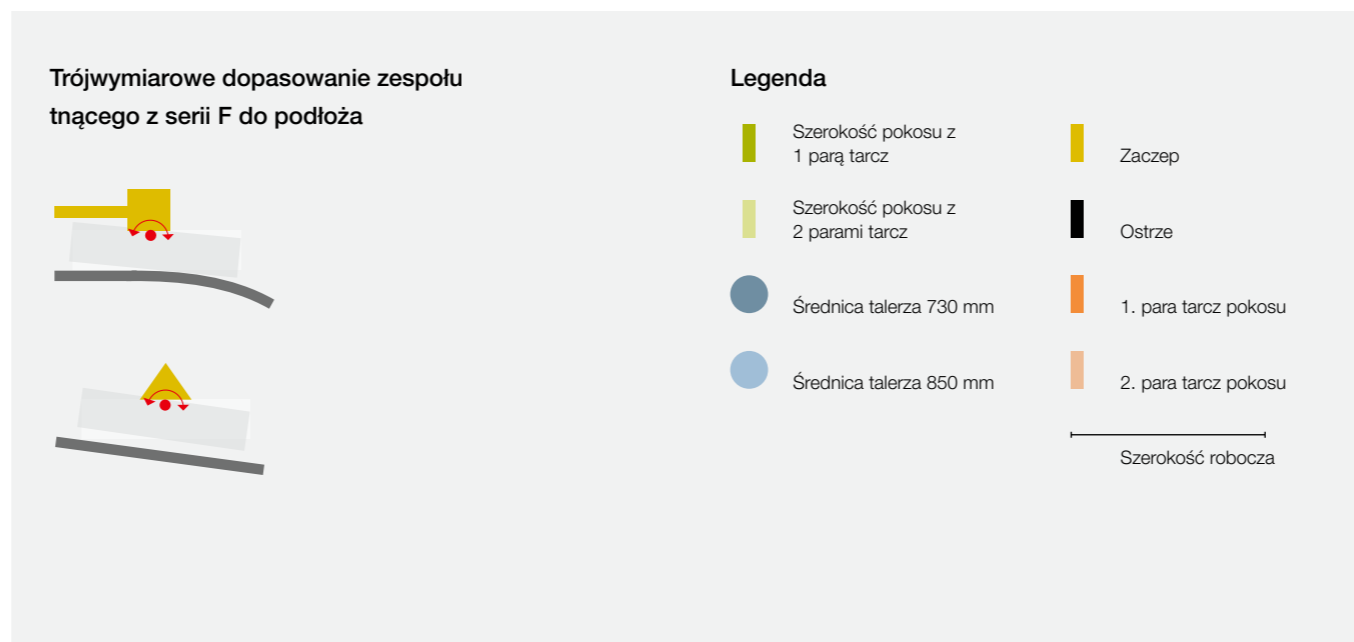 Trójwymiarowe dopasowanie zespołu
tnącego z serii F do podłoża
Legenda
Szerokość pokosu z
1 parą tarcz
Szerokość pokosu z
2 parami tarcz
Średnica talerza 730 mm
Średnica talerza 850 mm
Zaczep
Ostrze
1. para tarcz pokosu
2. para tarcz pokosu
Szerokość robocza